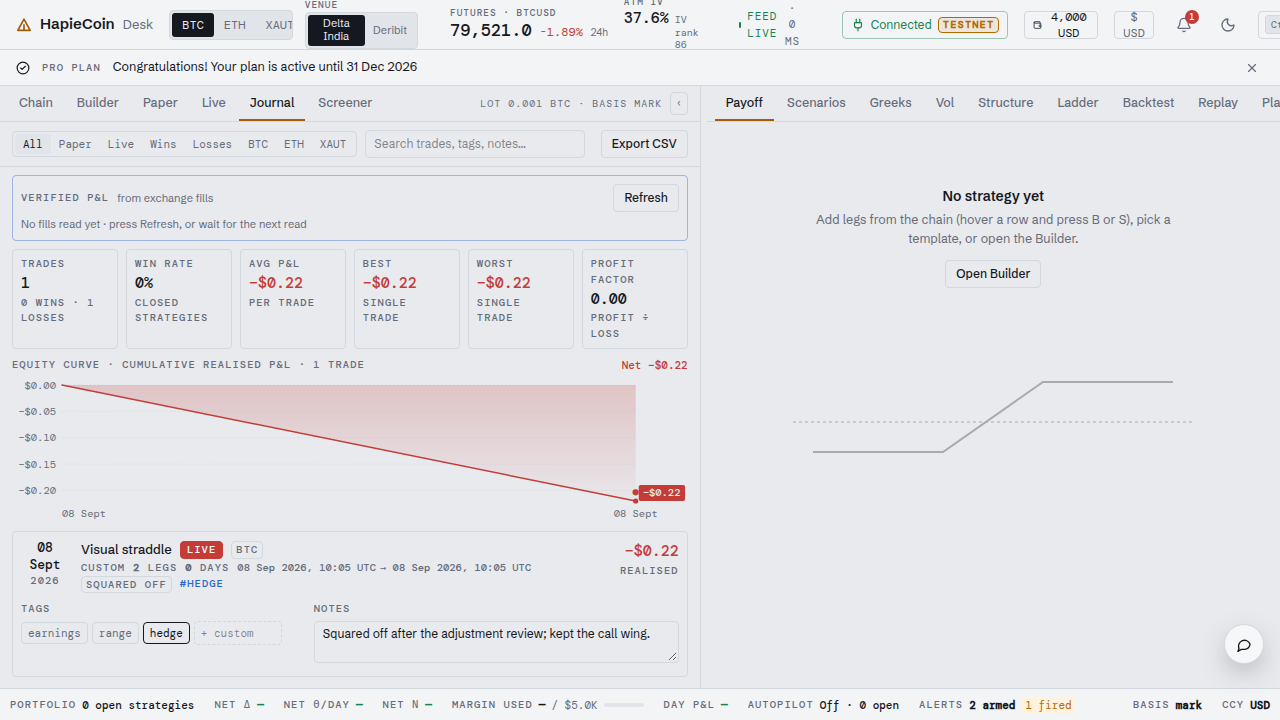 HapieCoin Desk
BTC ETH XAUT
VENUE
Delta India
Deribit
FUTURES · BTCUSD
79,521.0 -1.89% 24h
ATM IV
37.6% IV rank 86
FEED LIVE · 0 MS
Connected TESTNET
4,000 USD
$ USD
1
PRO PLAN Congratulations! Your plan is active until 31 Dec 2026
Chain Builder Paper Live Journal Screener LOT 0.001 BTC · BASIS MARK ‹
Payoff Scenarios Greeks Vol Structure Ladder Backtest Replay
All Paper Live Wins Losses BTC ETH XAUT Search trades, tags, notes… Export CSV
VERIFIED P&L from exchange fills Refresh
No fills read yet · press Refresh, or wait for the next read
TRADES
1
0 WINS · 1 LOSSES
WIN RATE
0%
CLOSED STRATEGIES
AVG P&L
−$0.22
PER TRADE
BEST
−$0.22
SINGLE TRADE
WORST
−$0.22
SINGLE TRADE
PROFIT FACTOR
0.00
PROFIT ÷ LOSS
EQUITY CURVE · CUMULATIVE REALISED P&L · 1 TRADE Net −$0.22
$0.00
−$0.05
−$0.10
−$0.15
−$0.20
−$0.22
08 Sept 08 Sept
08 Sept 2026
Visual straddle LIVE BTC
CUSTOM 2 LEGS 0 DAYS 08 Sep 2026, 10:05 UTC → 08 Sep 2026, 10:05 UTC
SQUARED OFF #HEDGE
−$0.22
REALISED
TAGS
earnings range hedge + custom
NOTES
Squared off after the adjustment review; kept the call wing.
No strategy yet
Add legs from the chain (hover a row and press B or S), pick a
template, or open the Builder.
Open Builder
PORTFOLIO 0 open strategies NET Δ — NET Θ/DAY — NET N — MARGIN USED — / $5.0K DAY P&L — AUTOPILOT Off · 0 open ALERTS 2 armed 1 fired BASIS mark CCY USD